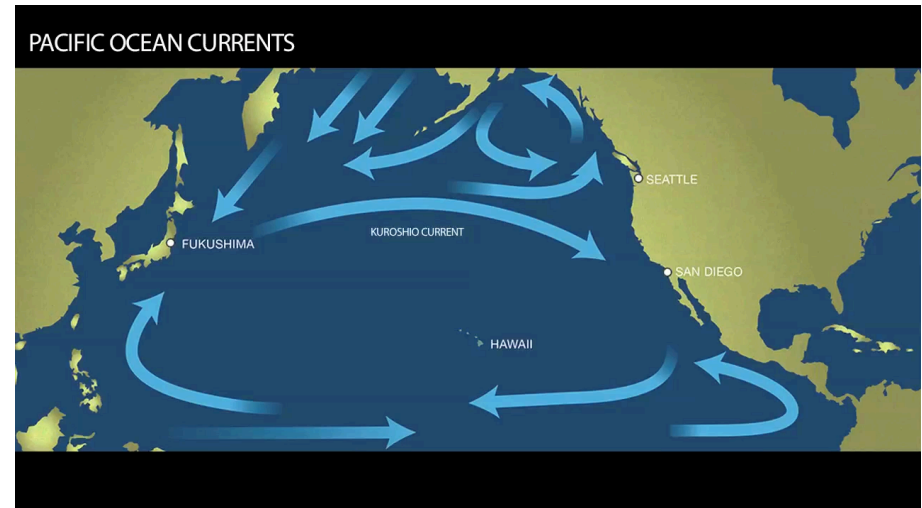 PACIFIC OCEAN CURRENTS
SEATTLE
KUROSHIO CURRENT
FUKUSHIMA
SAN DIEGO
HAWAII